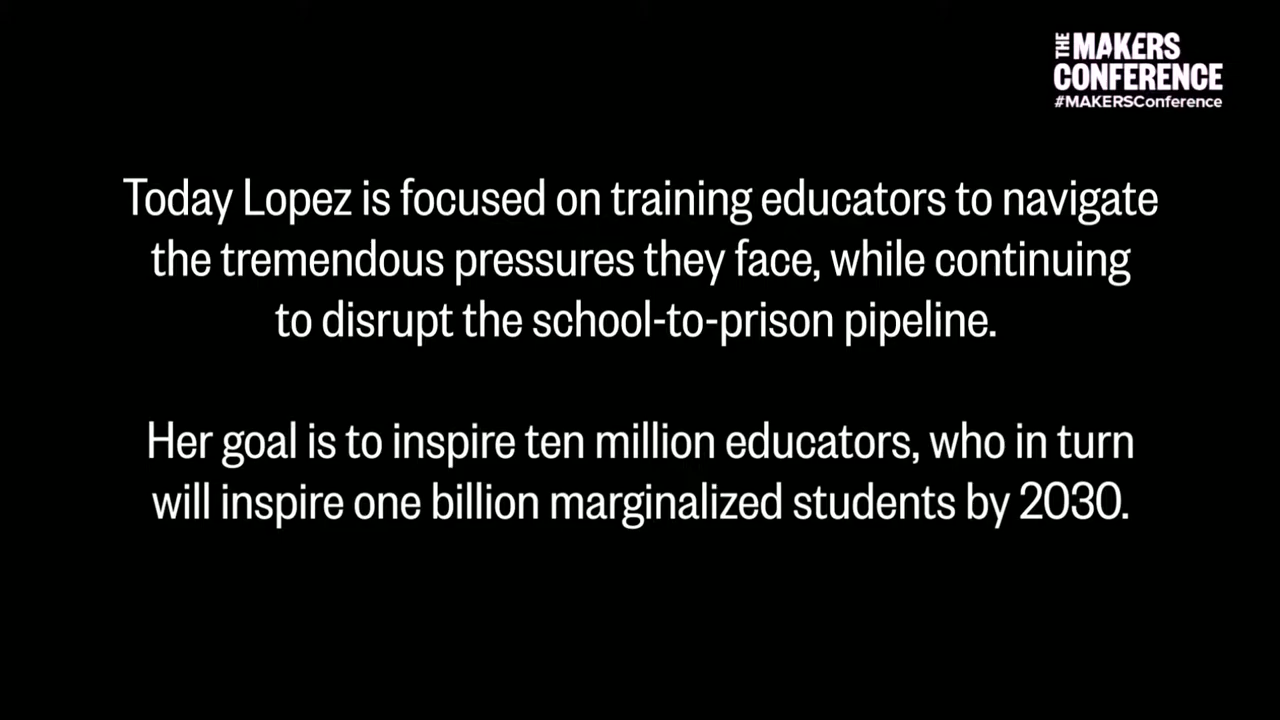 THE MAKERS
CONFERENCE
#MAKERSConference
Today Lopez is focused on training educators to navigate
the tremendous pressures they face, while continuing
to disrupt the school-to-prison pipeline.
Her goal is to inspire ten million educators, who in turn
will inspire one billion marginalized students by 2030.